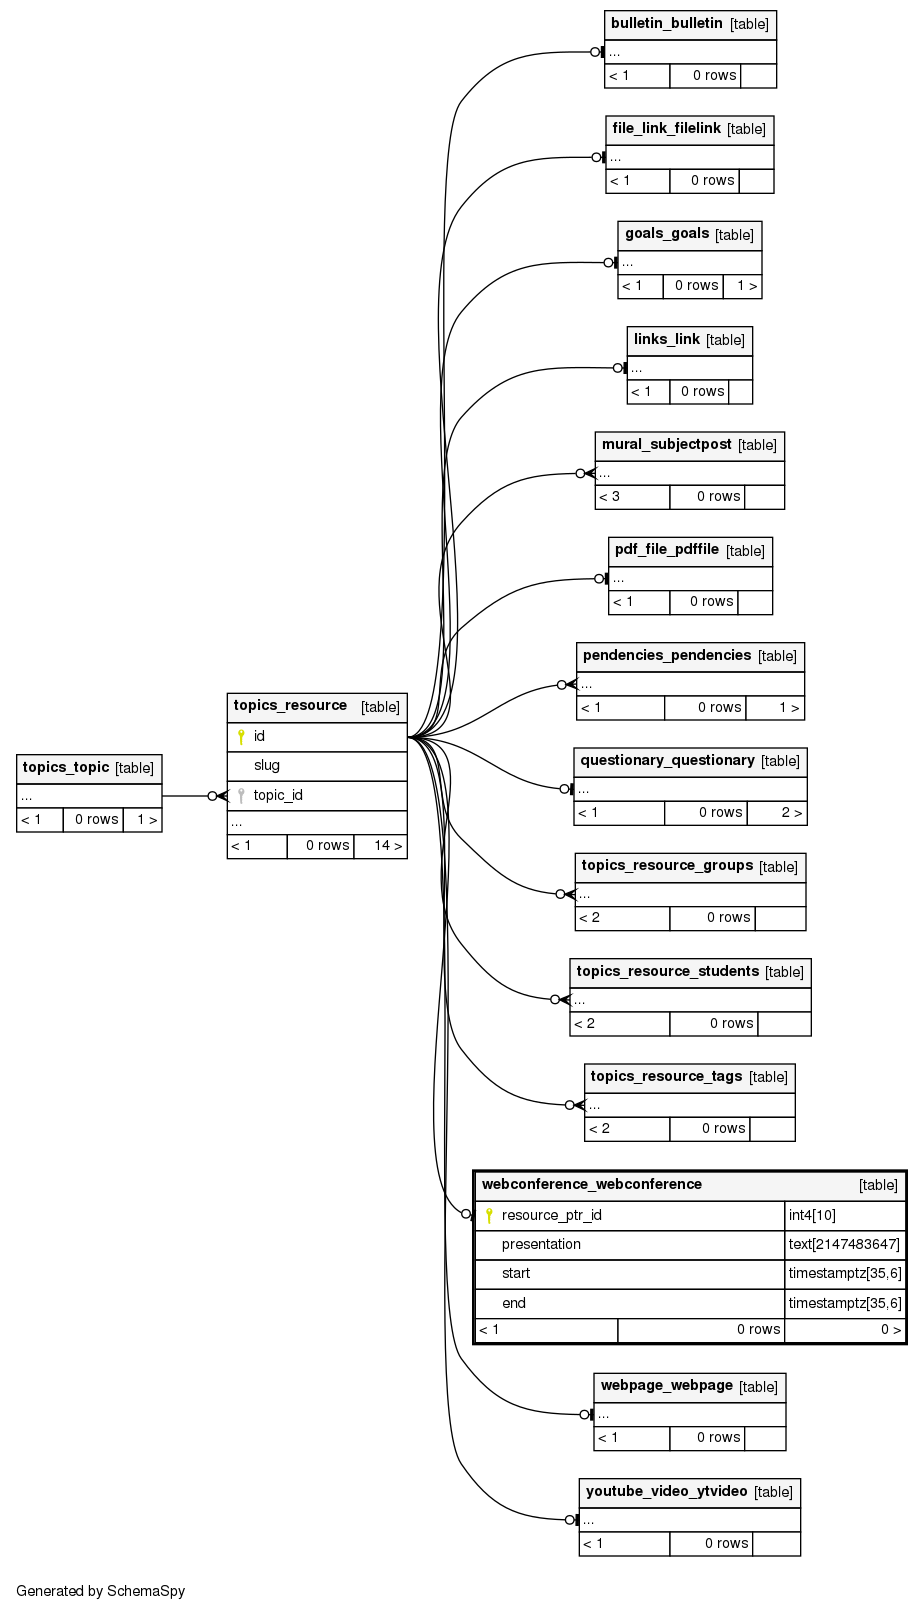 bulletin_bulletin [table]
...
< 1 0 rows
file_link_filelink [table]
...
< 1 0 rows
goals_goals [table]
...
< 1 0 rows 1 >
links_link [table]
...
< 1 0 rows
mural_subjectpost [table]
...
< 3 0 rows
pdf_file_pdffile [table]
...
< 1 0 rows
pendencies_pendencies [table]
...
< 1 0 rows 1 >
topics_resource [table]
id
slug
topic_id
...
< 1 0 rows 14 >
topics_topic [table]
...
< 1 0 rows 1 >
questionary_questionary [table]
...
< 1 0 rows 2 >
topics_resource_groups [table]
...
< 2 0 rows
topics_resource_students [table]
...
< 2 0 rows
topics_resource_tags [table]
...
< 2 0 rows
webconference_webconference [table]
resource_ptr_id int4[10]
presentation text[2147483647]
start timestamptz[35,6]
end timestamptz[35,6]
< 1 0 rows 0 >
webpage_webpage [table]
...
< 1 0 rows
youtube_video_ytvideo [table]
...
< 1 0 rows
Generated by SchemaSpy